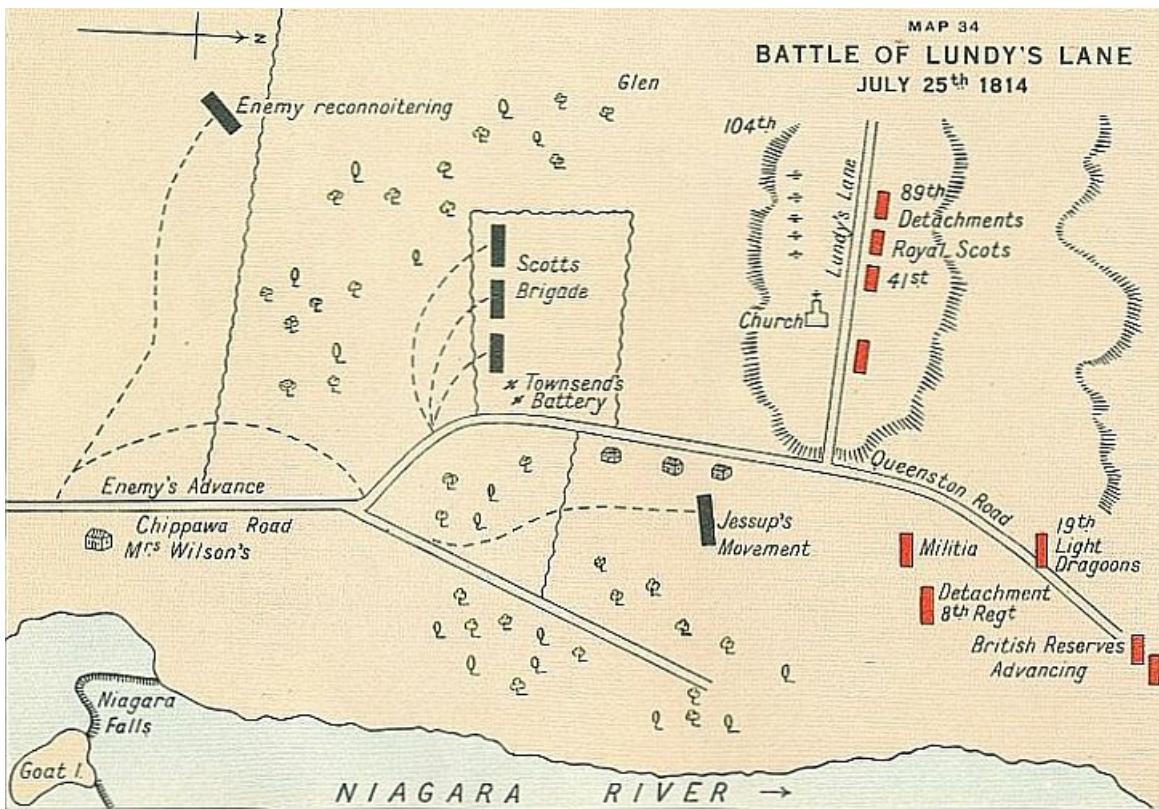 MAP 34
BATTLE OF LUNDY'S LANE
JULY 25th 1814
N
Enemy reconnoitering
Glen
104th
Lundy's Lane
89th
Detachments
Royal Scots
41st
Scotts
Brigade
Church
Townsend's
Battery
Queenston Road
Enemy's Advance
Chippawa Road
Mrs Wilson's
Jessup's
Movement
Militia
19th
Light
Dragoons
Detachment
8th Regt
British Reserves
Advancing
Niagara
Falls
Goat I.
NIAGARA RIVER →